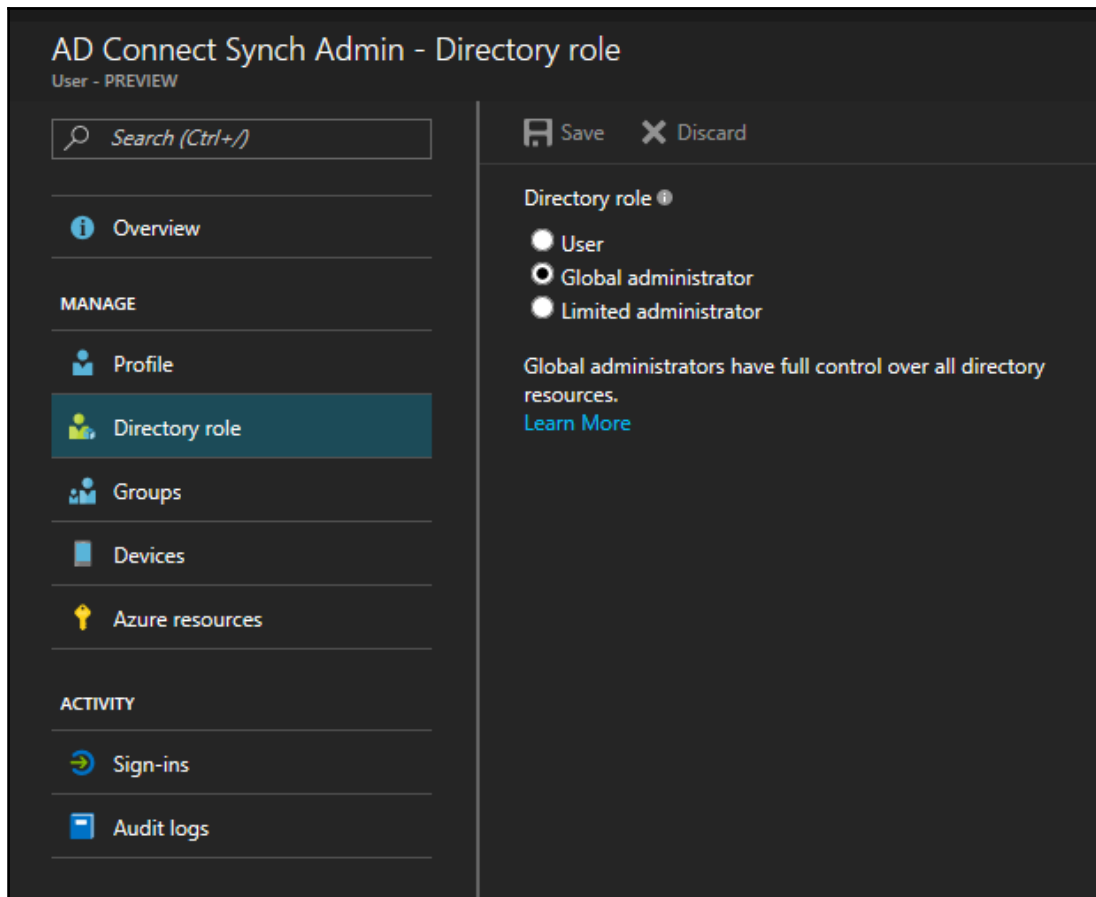 AD Connect Synch Admin - Directory role
User - PREVIEW
Search (Ctrl+/)
Overview
MANAGE
Profile
Directory role
Groups
Devices
Azure resources
ACTIVITY
Sign-ins
Audit logs
Save Discard
Directory role
User
Global administrator
Limited administrator
Global administrators have full control over all directory
resources.
Learn More